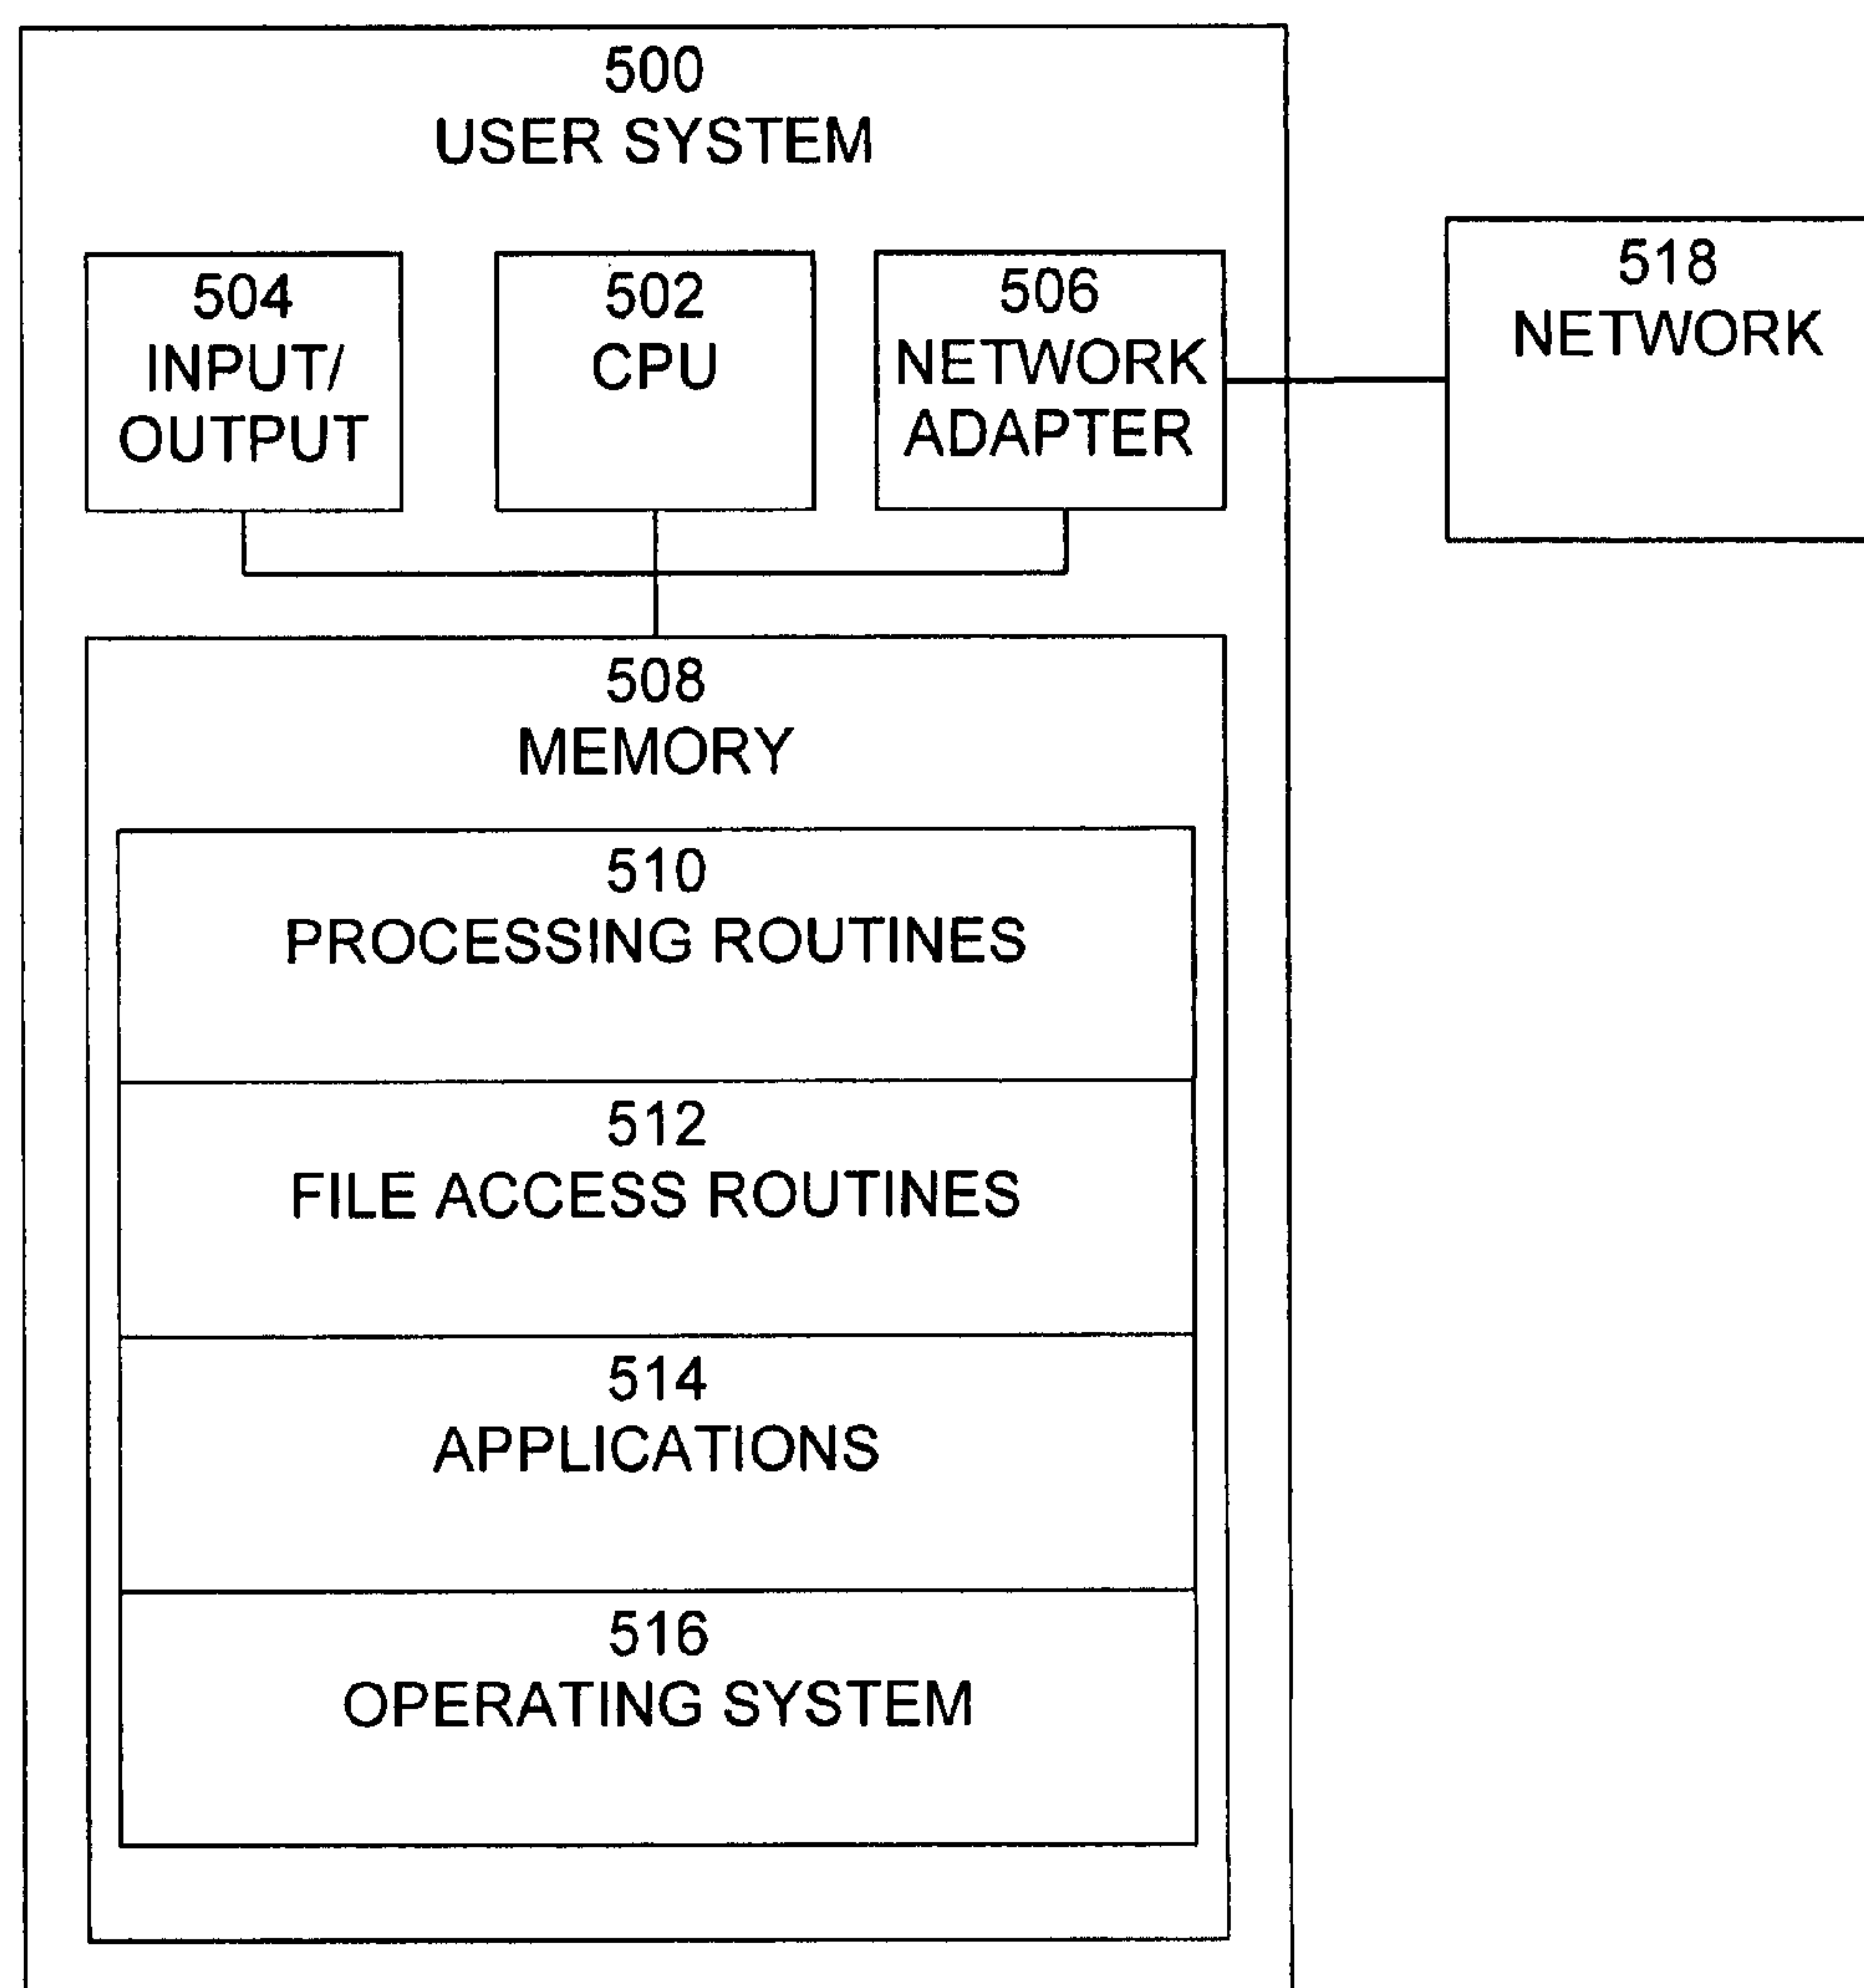 500
USER SYSTEM
504
INPUT/
OUTPUT
502
CPU
506
NETWORK
ADAPTER
518
NETWORK
508
MEMORY
510
PROCESSING ROUTINES
512
FILE ACCESS ROUTINES
514
APPLICATIONS
516
OPERATING SYSTEM